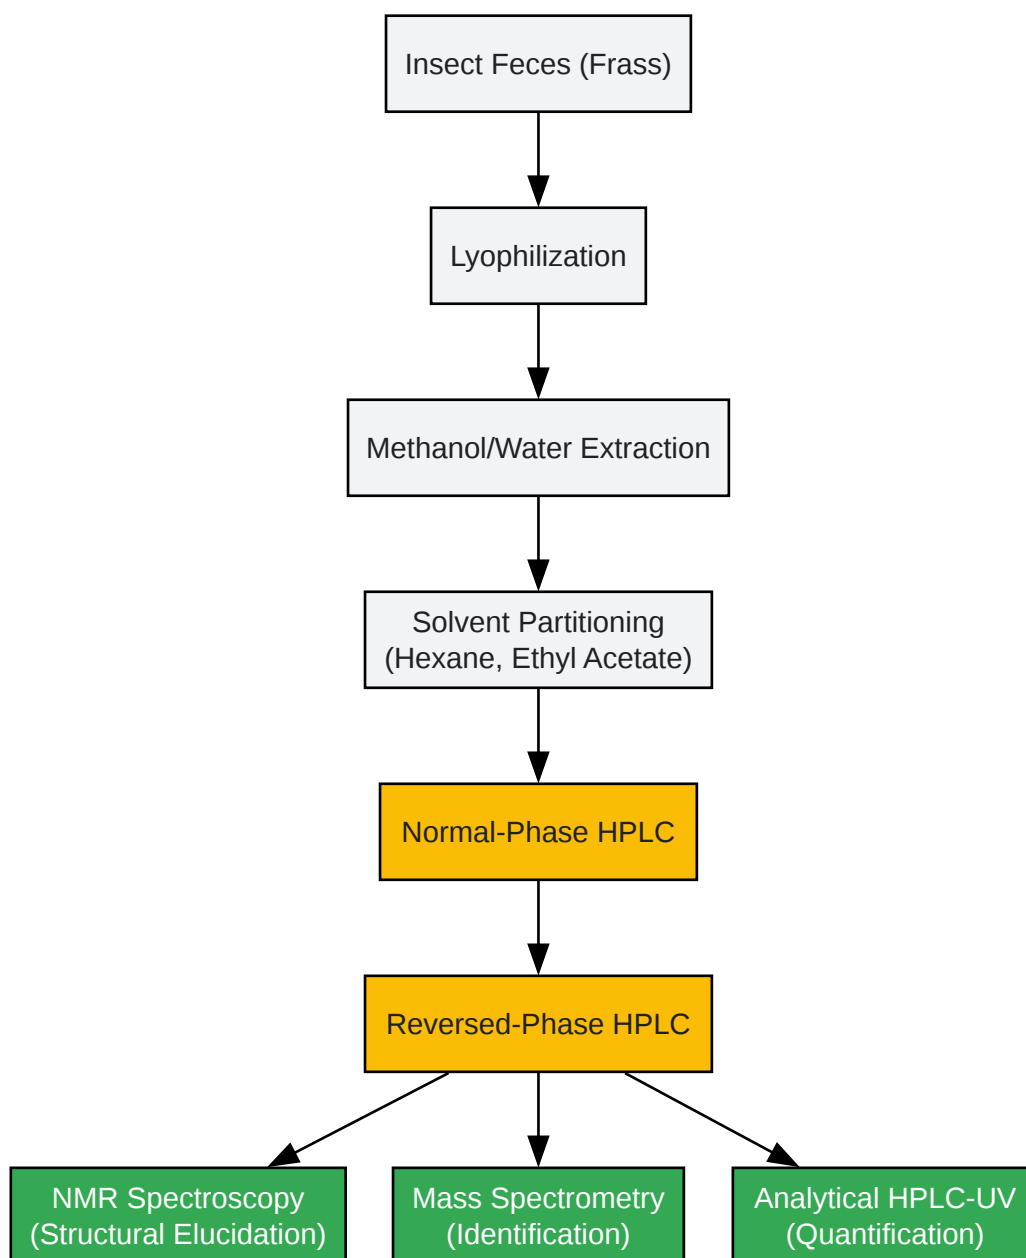 Insect Feces (Frass)
Lyophilization
Methanol/Water Extraction
Solvent Partitioning
(Hexane, Ethyl Acetate)
Normal-Phase HPLC
Reversed-Phase HPLC
NMR Spectroscopy
(Structural Elucidation)
Mass Spectrometry
(Identification)
Analytical HPLC-UV
(Quantification)